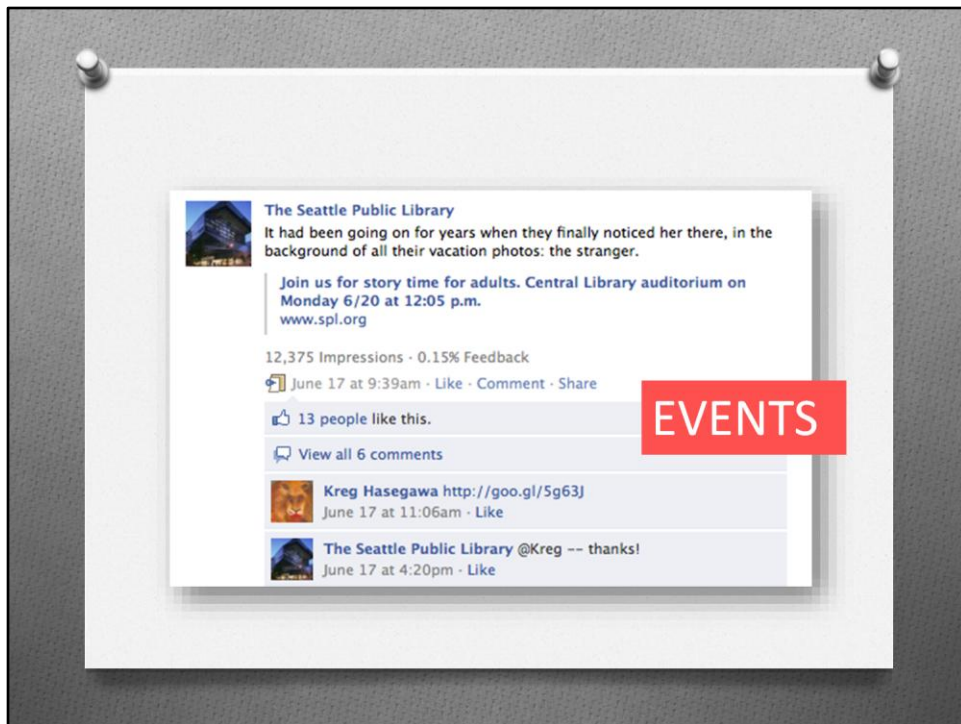 The Seattle Public Library
It had been going on for years when they finally noticed her there, in the
background of all their vacation photos: the stranger.
Join us for story time for adults. Central Library auditorium on
Monday 6/20 at 12:05 p.m.
www.spl.org
12,375 Impressions · 0.15% Feedback
June 17 at 9:39am · Like · Comment · Share
13 people like this.
EVENTS
View all 6 comments
Kreg Hasegawa http://goo.gl/5g63J
June 17 at 11:06am · Like
The Seattle Public Library @Kreg -- thanks!
June 17 at 4:20pm · Like